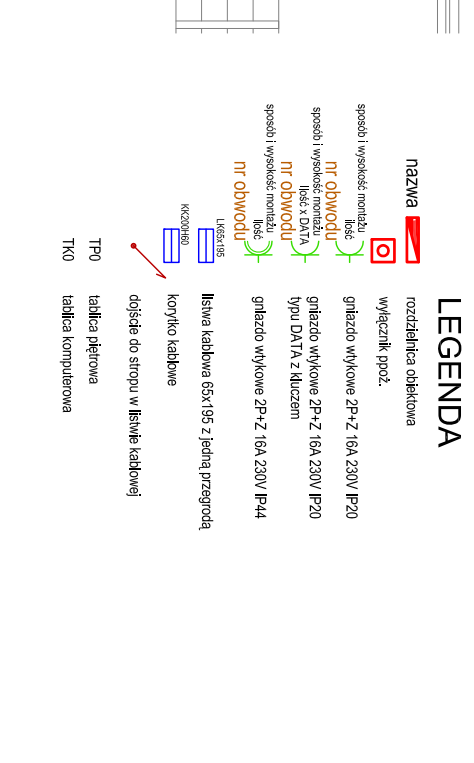 LEGENDA
nazwa
rozdzielnica obiektowa
wyłącznik ppoż.
sposób i wysokość montażu
ilość
nr obwodu
gniazdo wtykowe 2P+Z 16A 230V IP20
sposób i wysokość montażu
ilość x DATA
nr obwodu
gniazdo wtykowe 2P+Z 16A 230V IP20
typu DATA z kluczem
sposób i wysokość montażu
ilość
nr obwodu
gniazdo wtykowe 2P+Z 16A 230V IP44
LK65x195
listwa kablowa 65x195 z jedną przegrodą
KK200H60
korytko kablowe
dojście do stropu w listwie kablowej
TP0
tablica piętrowa
TK0
tablica komputerowa